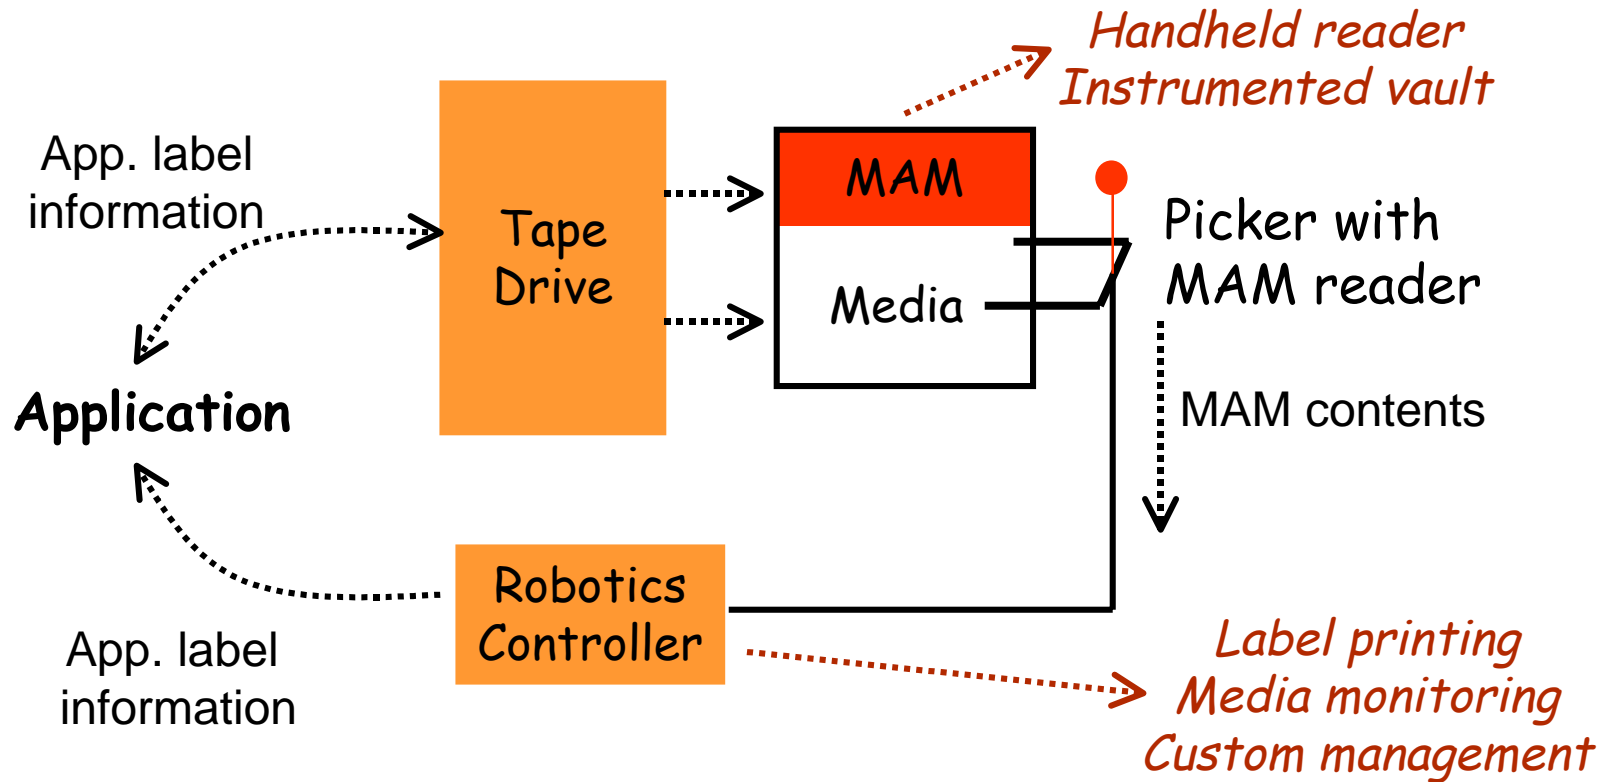 Handheld reader
Instrumented vault
App. label
information
Tape
Drive
MAM
Media
Picker with
MAM reader
Application
MAM contents
Robotics
Controller
App. label
information
Label printing
Media monitoring
Custom management